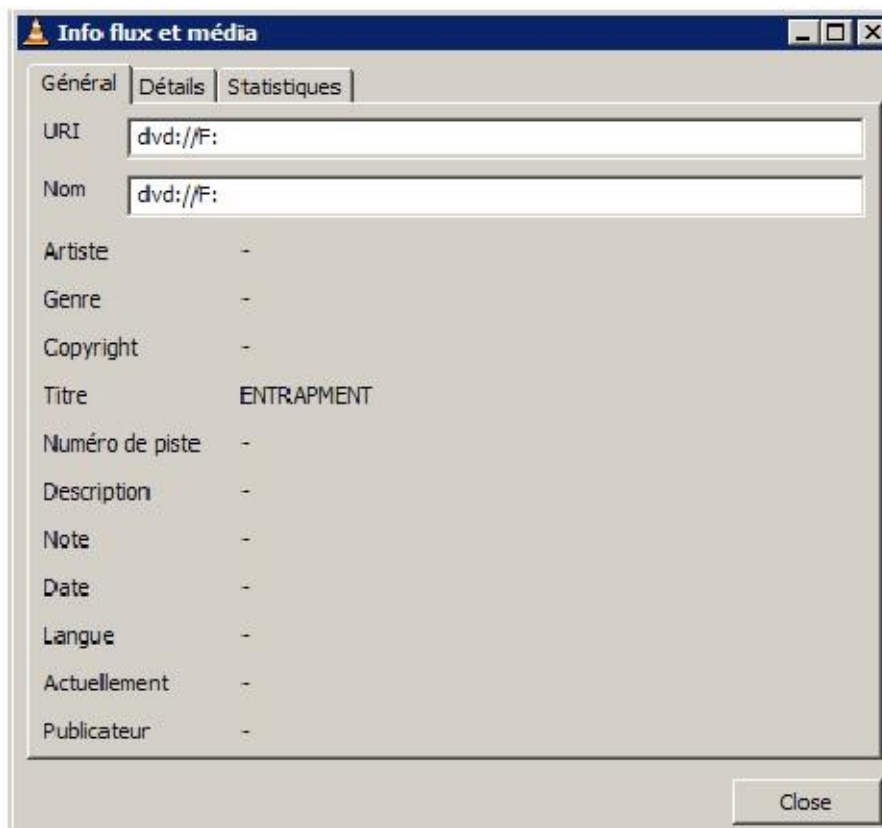 Info flux et média
Général Détails Statistiques
URI dvd://F:
Nom dvd://F:
Artiste -
Genre -
Copyright -
Titre ENTRAPMENT
Numéro de piste -
Description -
Note -
Date -
Langue -
Actuellement -
Publicateur -
Close